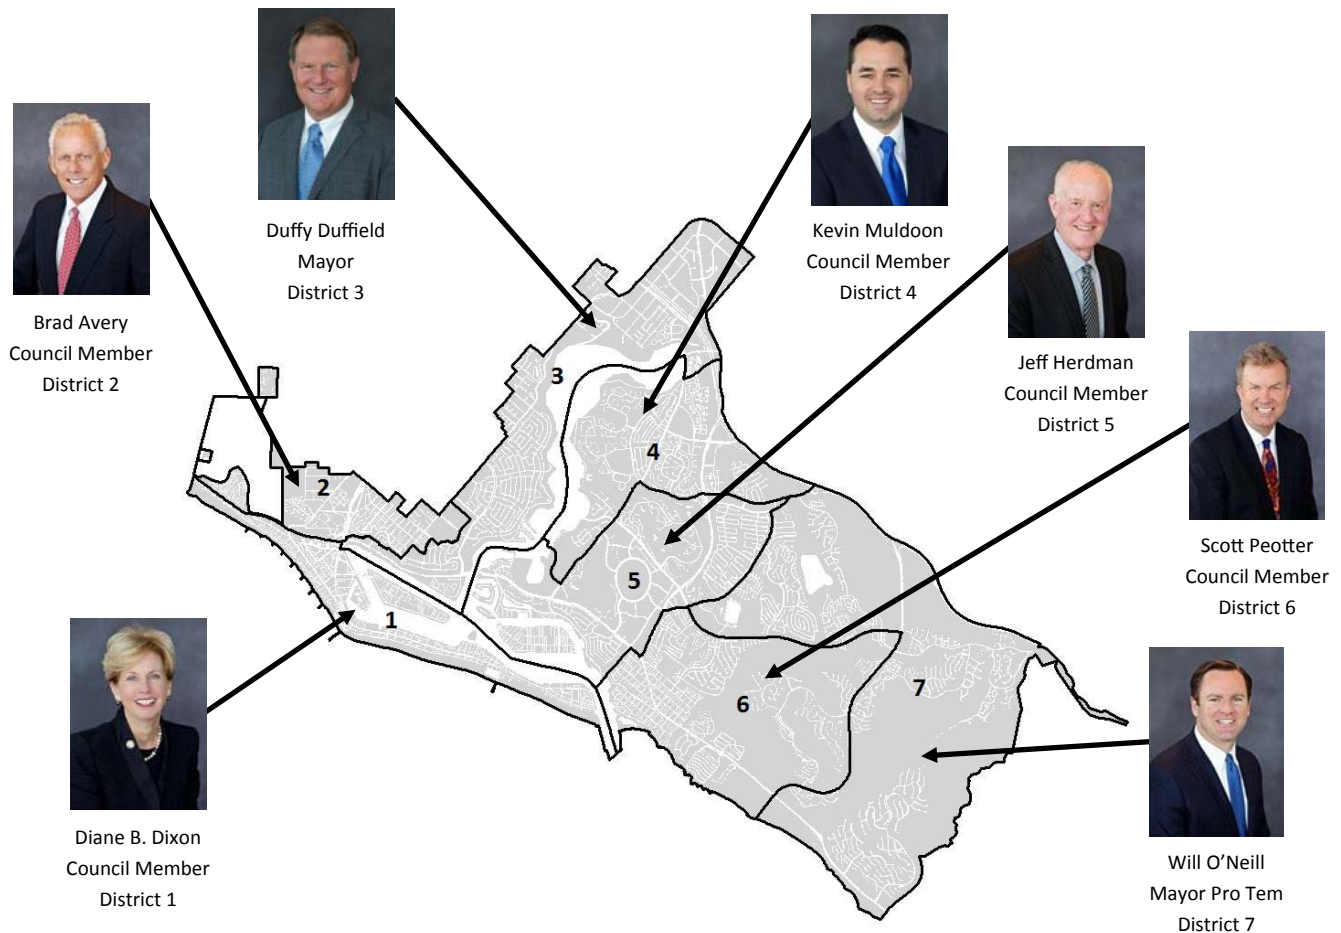 Duffy Duffield
Mayor
District 3
Kevin Muldoon
Council Member
District 4
Brad Avery
Council Member
District 2
Jeff Herdman
Council Member
District 5
Scott Peotter
Council Member
District 6
Diane B. Dixon
Council Member
District 1
Will O'Neill
Mayor Pro Tem
District 7
3
4
2
5
1
7
6